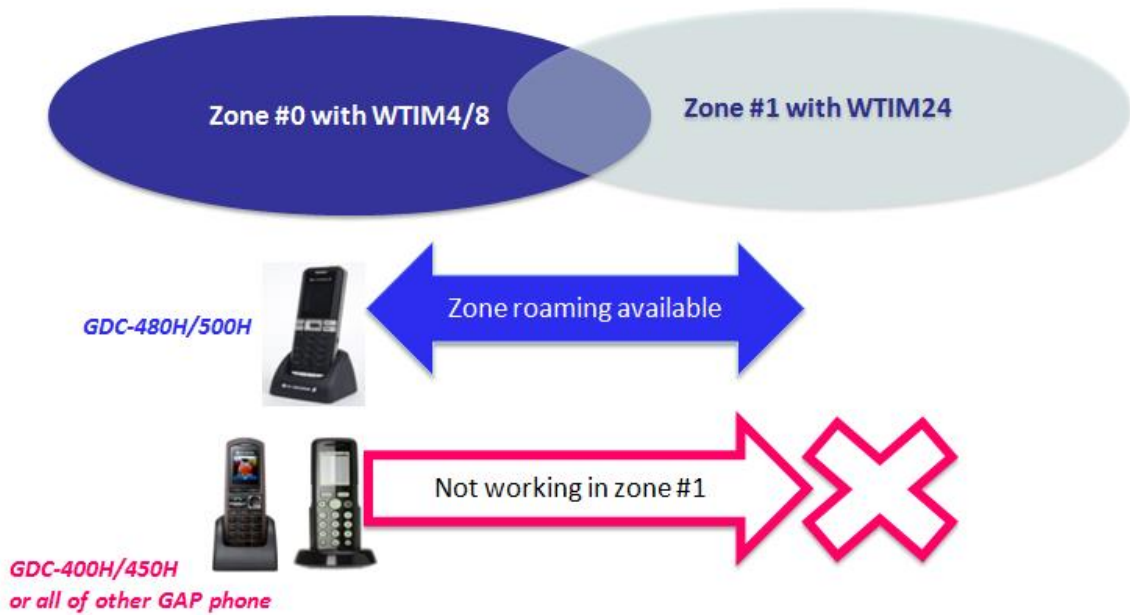 Zone #0 with WTIM4/8
Zone #1 with WTIM24
GDC-480H/500H
Zone roaming available
Not working in zone #1
GDC-400H/450H
or all of other GAP phone